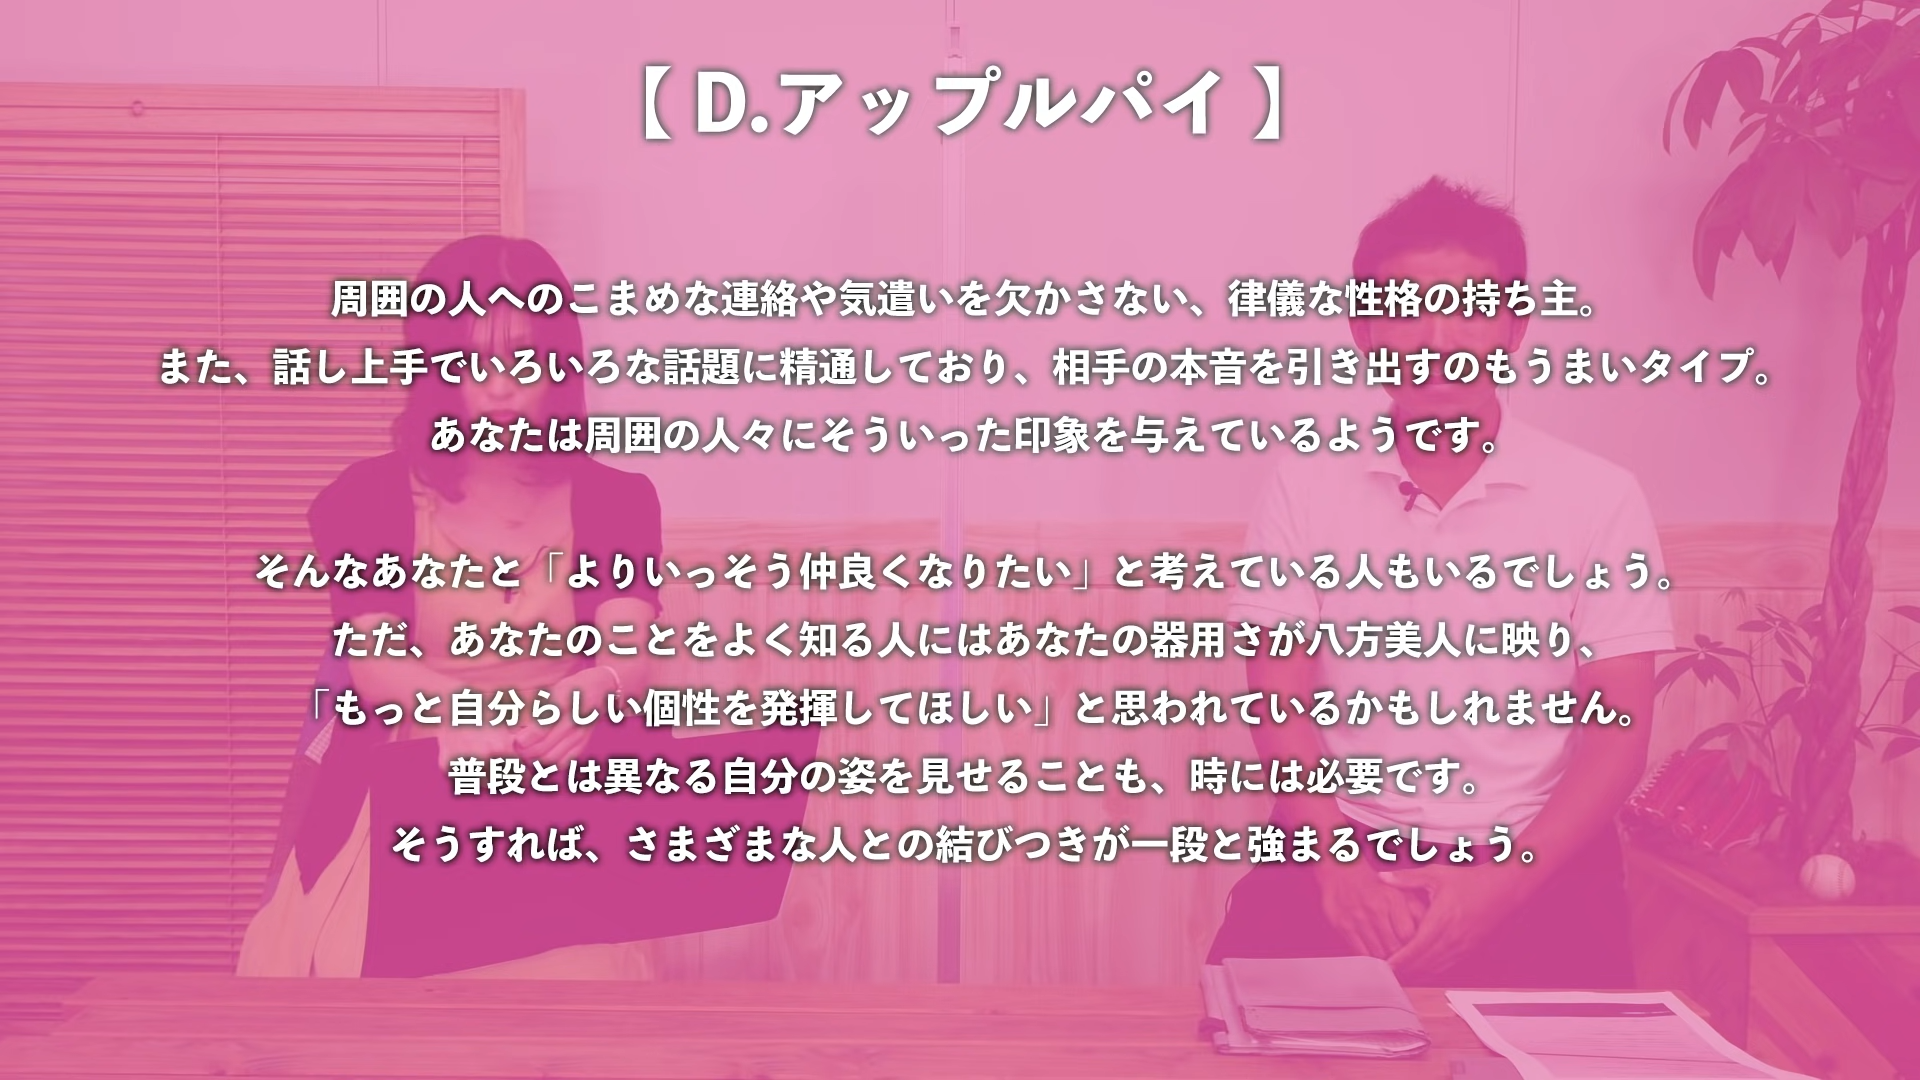 【 D.アップルパイ 】
周囲の人へのこまめな連絡や気遣いを欠かさない、律儀な性格の持ち主。
また、話し上手でいろいろな話題に精通しており、相手の本音を引き出すのもうまいタイプ。
あなたは周囲の人々にそういった印象を与えているようです。
そんなあなたと「よりいっそう仲良くなりたい」と考えている人もいるでしょう。
ただ、あなたのことをよく知る人にはあなたの器用さが八方美人に映り、
「もっと自分らしい個性を発揮してほしい」と思われているかもしれません。
普段とは異なる自分の姿を見せることも、時には必要です。
そうすれば、さまざまな人との結びつきが一段と強まるでしょう。